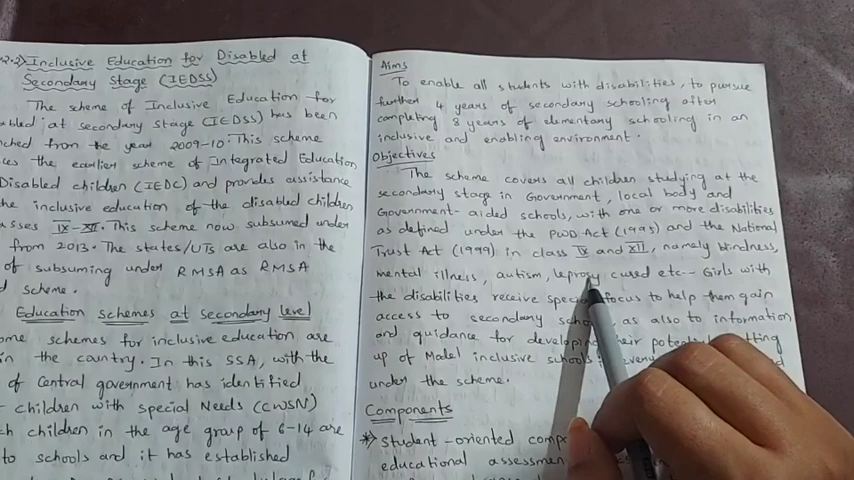 2.2) Inclusive Education for Disabled at
Secondary Stage (IEDSS)
The scheme of Inclusive Education for
abled at secondary stage (IEDSS) has been
nched from the year 2009-10. This scheme
ces the earlier scheme of Integrated Education
Disabled children (IEDC) and provides assistance
the inclusive education of the disabled children
asses IX-XII. This scheme now subsumed under
from 2013. The states/UTs are also in the
of subsuming under RMSA as RMSA
d scheme.
Education schemes at secondary level
ome schemes for inclusive education are
in the country. In this SSA, with the
of Central government has identified
children with special Needs (CWSN)
ch children in the age group of 6-14 are
to schools and it has established
Aims
To enable all students with disabilities, to pursue
further 4 years of secondary schooling after
completing 8 years of elementary schooling in an
inclusive and enabling environment.
Objectives
The scheme covers all children studying at the
secondary stage in Government, local body and
Government-aided schools, with one or more disabilities
as defined under the PWD Act (1995) and the National
Trust Act (1999) in class IX and XII, namely blindness,
mental illness, autism, leprosy cured etc-- Girls with
the disabilities receive special focus to help them gain
access to secondary as also to information
and guidance for developing their
up of Model inclusive schools
under the scheme.
Components
*) Student-oriented
educational